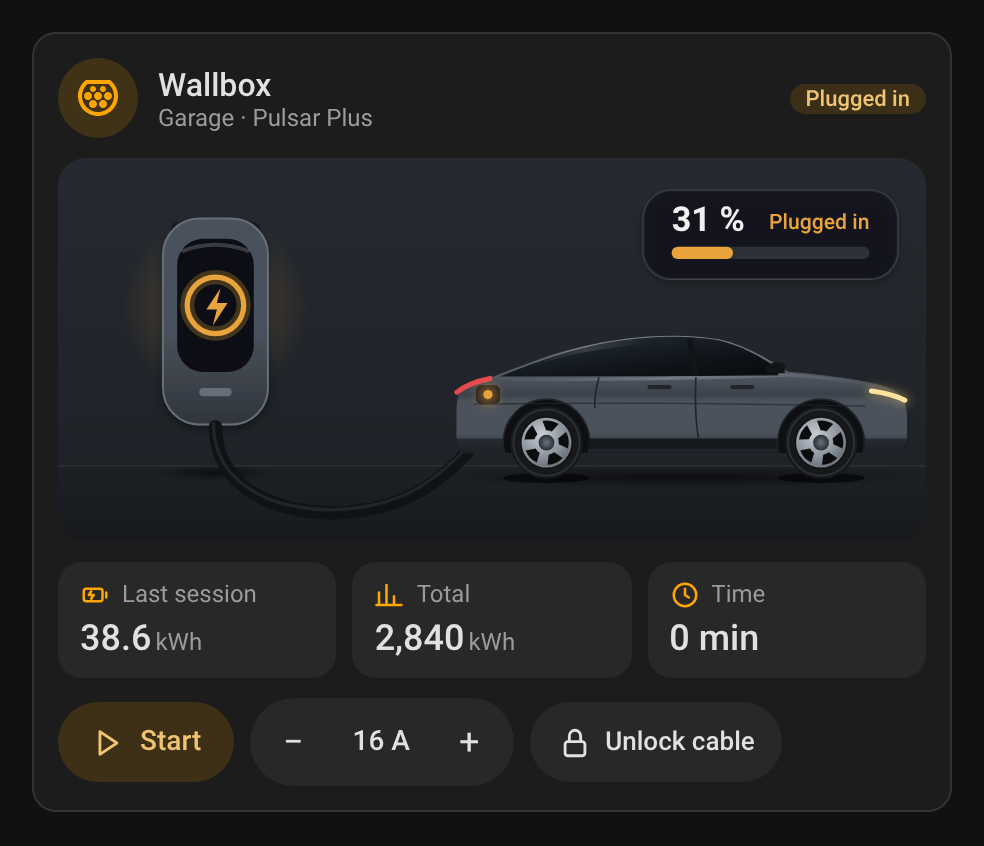 Wallbox
Garage · Pulsar Plus
Plugged in
31 % Plugged in
Last session
38.6 kWh
Total
2,840 kWh
Time
0 min
Start
− 16 A +
Unlock cable